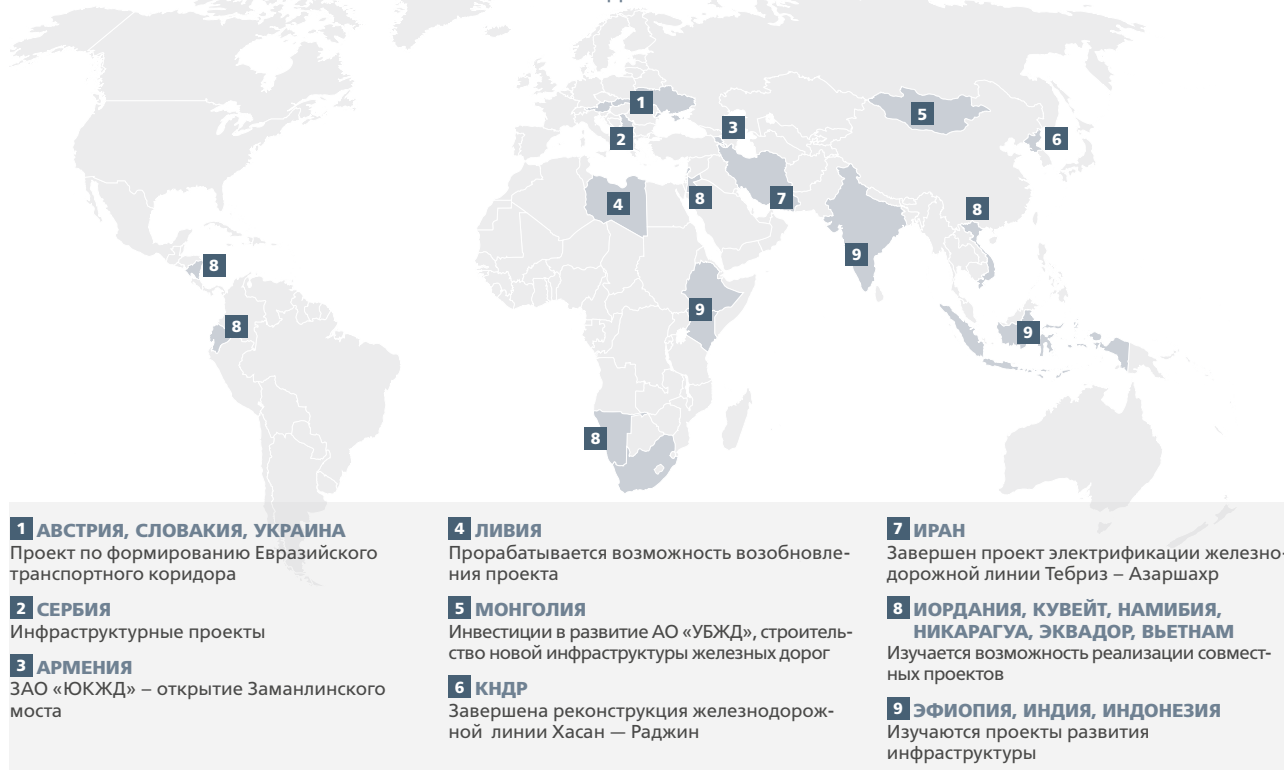 1
2
3
5
6
4
8
7
8
9
8
9
8
9
8
1 АВСТРИЯ, СЛОВАКИЯ, УКРАИНА
Проект по формированию Евразийского
транспортного коридора
2 СЕРБИЯ
Инфраструктурные проекты
3 АРМЕНИЯ
ЗАО «ЮКЖД» – открытие Заманлинского
моста
4 ЛИВИЯ
Прорабатывается возможность возобновле-
ния проекта
5 МОНГОЛИЯ
Инвестиции в развитие АО «УБЖД», строитель-
ство новой инфраструктуры железных дорог
6 КНДР
Завершена реконструкция железнодорож-
ной линии Хасан — Раджин
7 ИРАН
Завершен проект электрификации железно-
дорожной линии Тебриз – Азаршахр
8 ИОРДАНИЯ, КУВЕЙТ, НАМИБИЯ,
НИКАРАГУА, ЭКВАДОР, ВЬЕТНАМ
Изучается возможность реализации совмест-
ных проектов
9 ЭФИОПИЯ, ИНДИЯ, ИНДОНЕЗИЯ
Изучаются проекты развития
инфраструктуры